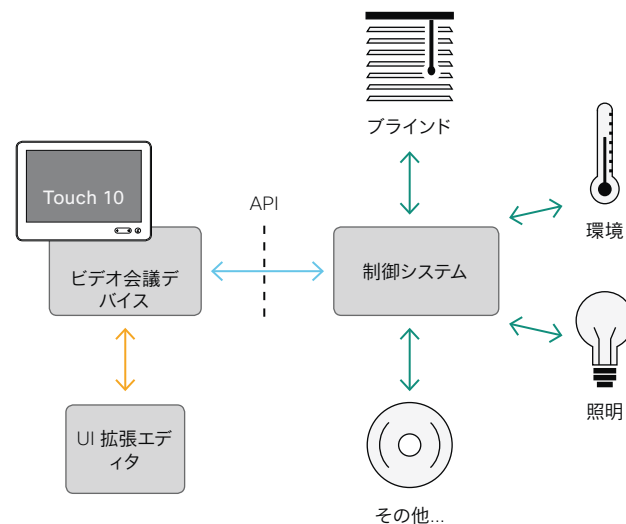 ブラインド
Touch 10
API
環境
ビデオ会議デ
バイス
制御システム
照明
UI 拡張エディ
ィタ
その他...